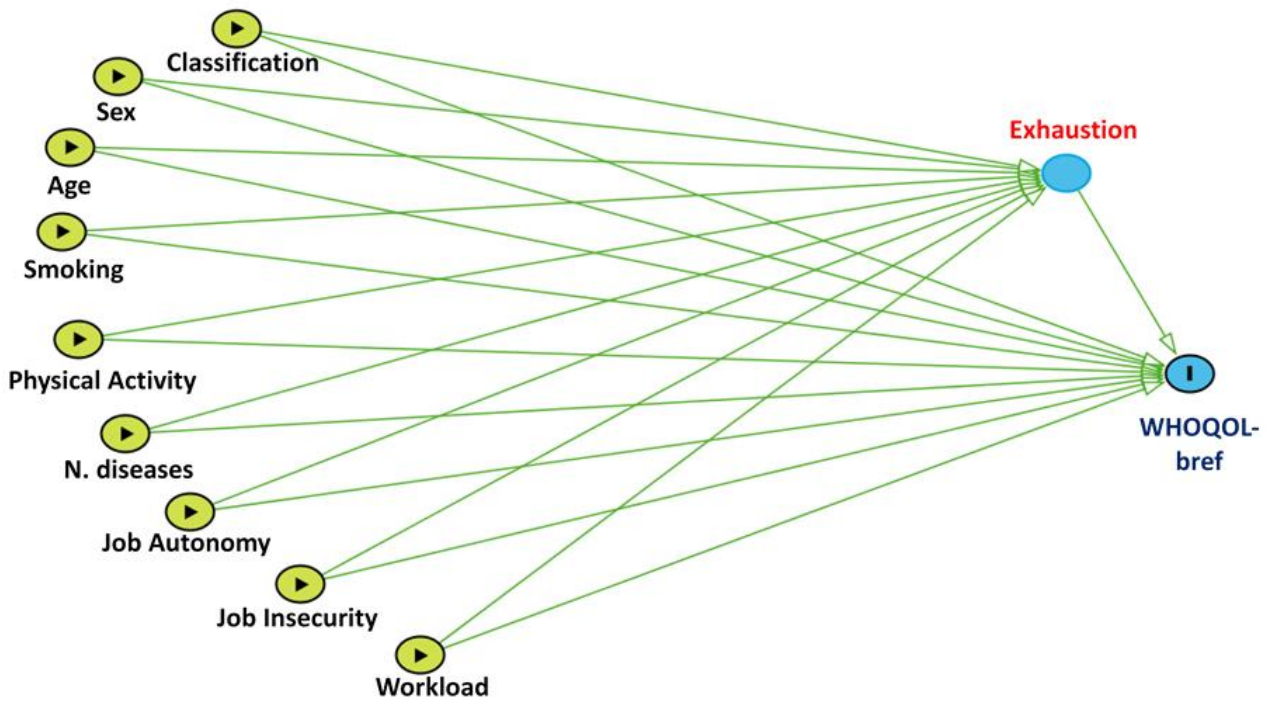 Classification
Sex
Exhaustion
Age
Smoking
Physical Activity
I
WHOQOL-
bref
N. diseases
Job Autonomy
Job Insecurity
Workload